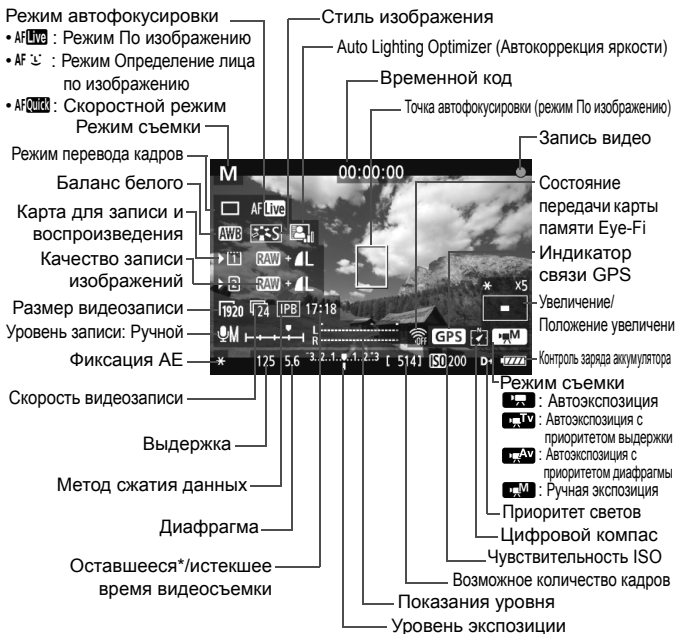 Режим автофокусировки
• AF Live : Режим По изображению
• AF : Режим Определение лица
по изображению
• AF Quick : Скоростной режим
Режим съемки
Режим перевода кадров
Баланс белого
Карта для записи и
воспроизведения
Качество записи
изображений
Размер видеозаписи
Уровень записи: Ручной
Фиксация AE
Скорость видеозаписи
Выдержка
Метод сжатия данных
Диафрагма
Оставшееся*/истекшее
время видеосъемки
Стиль изображения
Auto Lighting Optimizer (Автокоррекция яркости)
Временной код
Точка автофокусировки (режим По изображению)
Запись видео
M 00:00:00
AF Live
AWB S
1 RAW + L
2 RAW + L
1920 24 IPB 17:18
M L
R OFF GPS N M
* x5
* 125 5.6 -3..2..1..0..1..2..3 [ 514] ISO 200 D+
Состояние
передачи карты
памяти Eye-Fi
Индикатор
связи GPS
Увеличение/
Положение увеличени
Контроль заряда аккумулятора
Режим съемки
: Автоэкспозиция
Tv : Автоэкспозиция с
приоритетом выдержки
Av : Автоэкспозиция с
приоритетом диафрагмы
M : Ручная экспозиция
Приоритет светов
Цифровой компас
Чувствительность ISO
Возможное количество кадров
Показания уровня
Уровень экспозиции